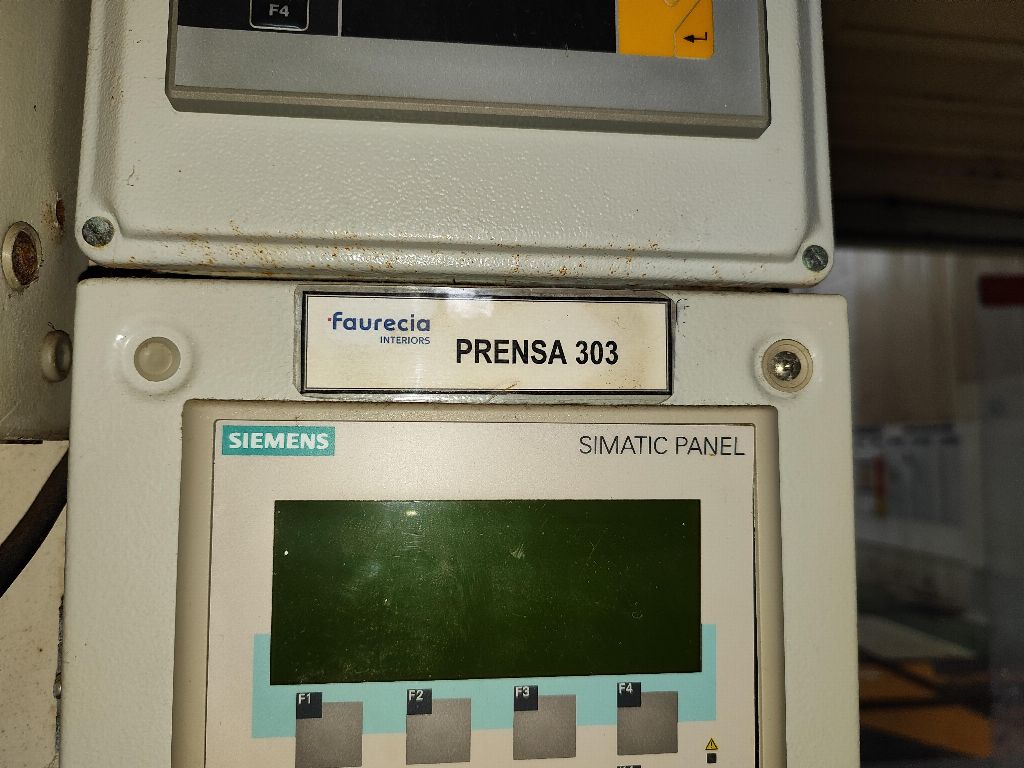 F4
faurecia
INTERIORS
PRENSA 303
SIEMENS
SIMATIC PANEL
F1
F2
F3
F4